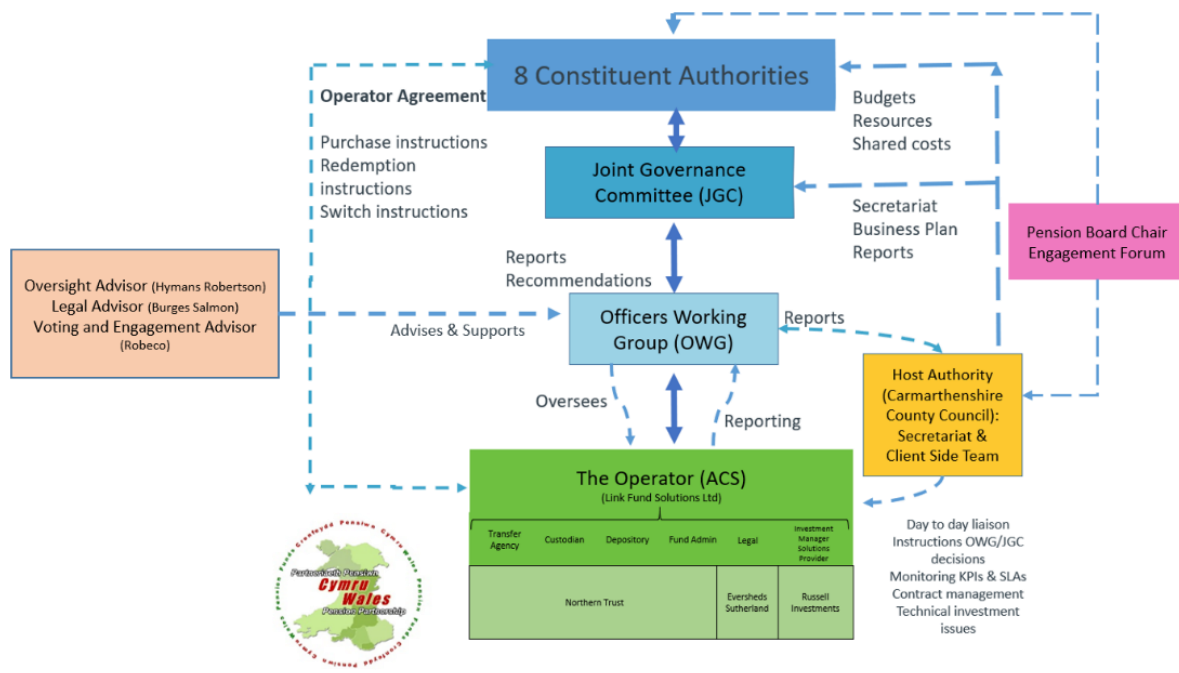 8 Constituent Authorities
Operator Agreement
Purchase instructions
Redemption
instructions
Switch instructions
Budgets
Resources
Shared costs
Joint Governance
Committee (JGC)
Secretariat
Business Plan
Reports
Pension Board Chair
Engagement Forum
Reports
Recommendations
Oversight Advisor (Hymans Robertson)
Legal Advisor (Burges Salmon)
Voting and Engagement Advisor
(Robeco)
Advises & Supports
Officers Working
Group (OWG)
Reports
Host Authority
(Carmarthenshire
County Council):
Secretariat &
Client Side Team
Oversees
Reporting
The Operator (ACS)
(Link Fund Solutions Ltd)
Transfer
Agency
Custodian
Depository
Fund Admin
Legal
Investment
Manager
Solutions
Provider
Northern Trust
Eversheds
Sutherland
Russell
Investments
Day to day liaison
Instructions OWG/JGC
decisions
Monitoring KPIs & SLAs
Contract management
Technical investment
issues
Partneriaeth Pensiwn
Cymru
Wales
Pension Partnership